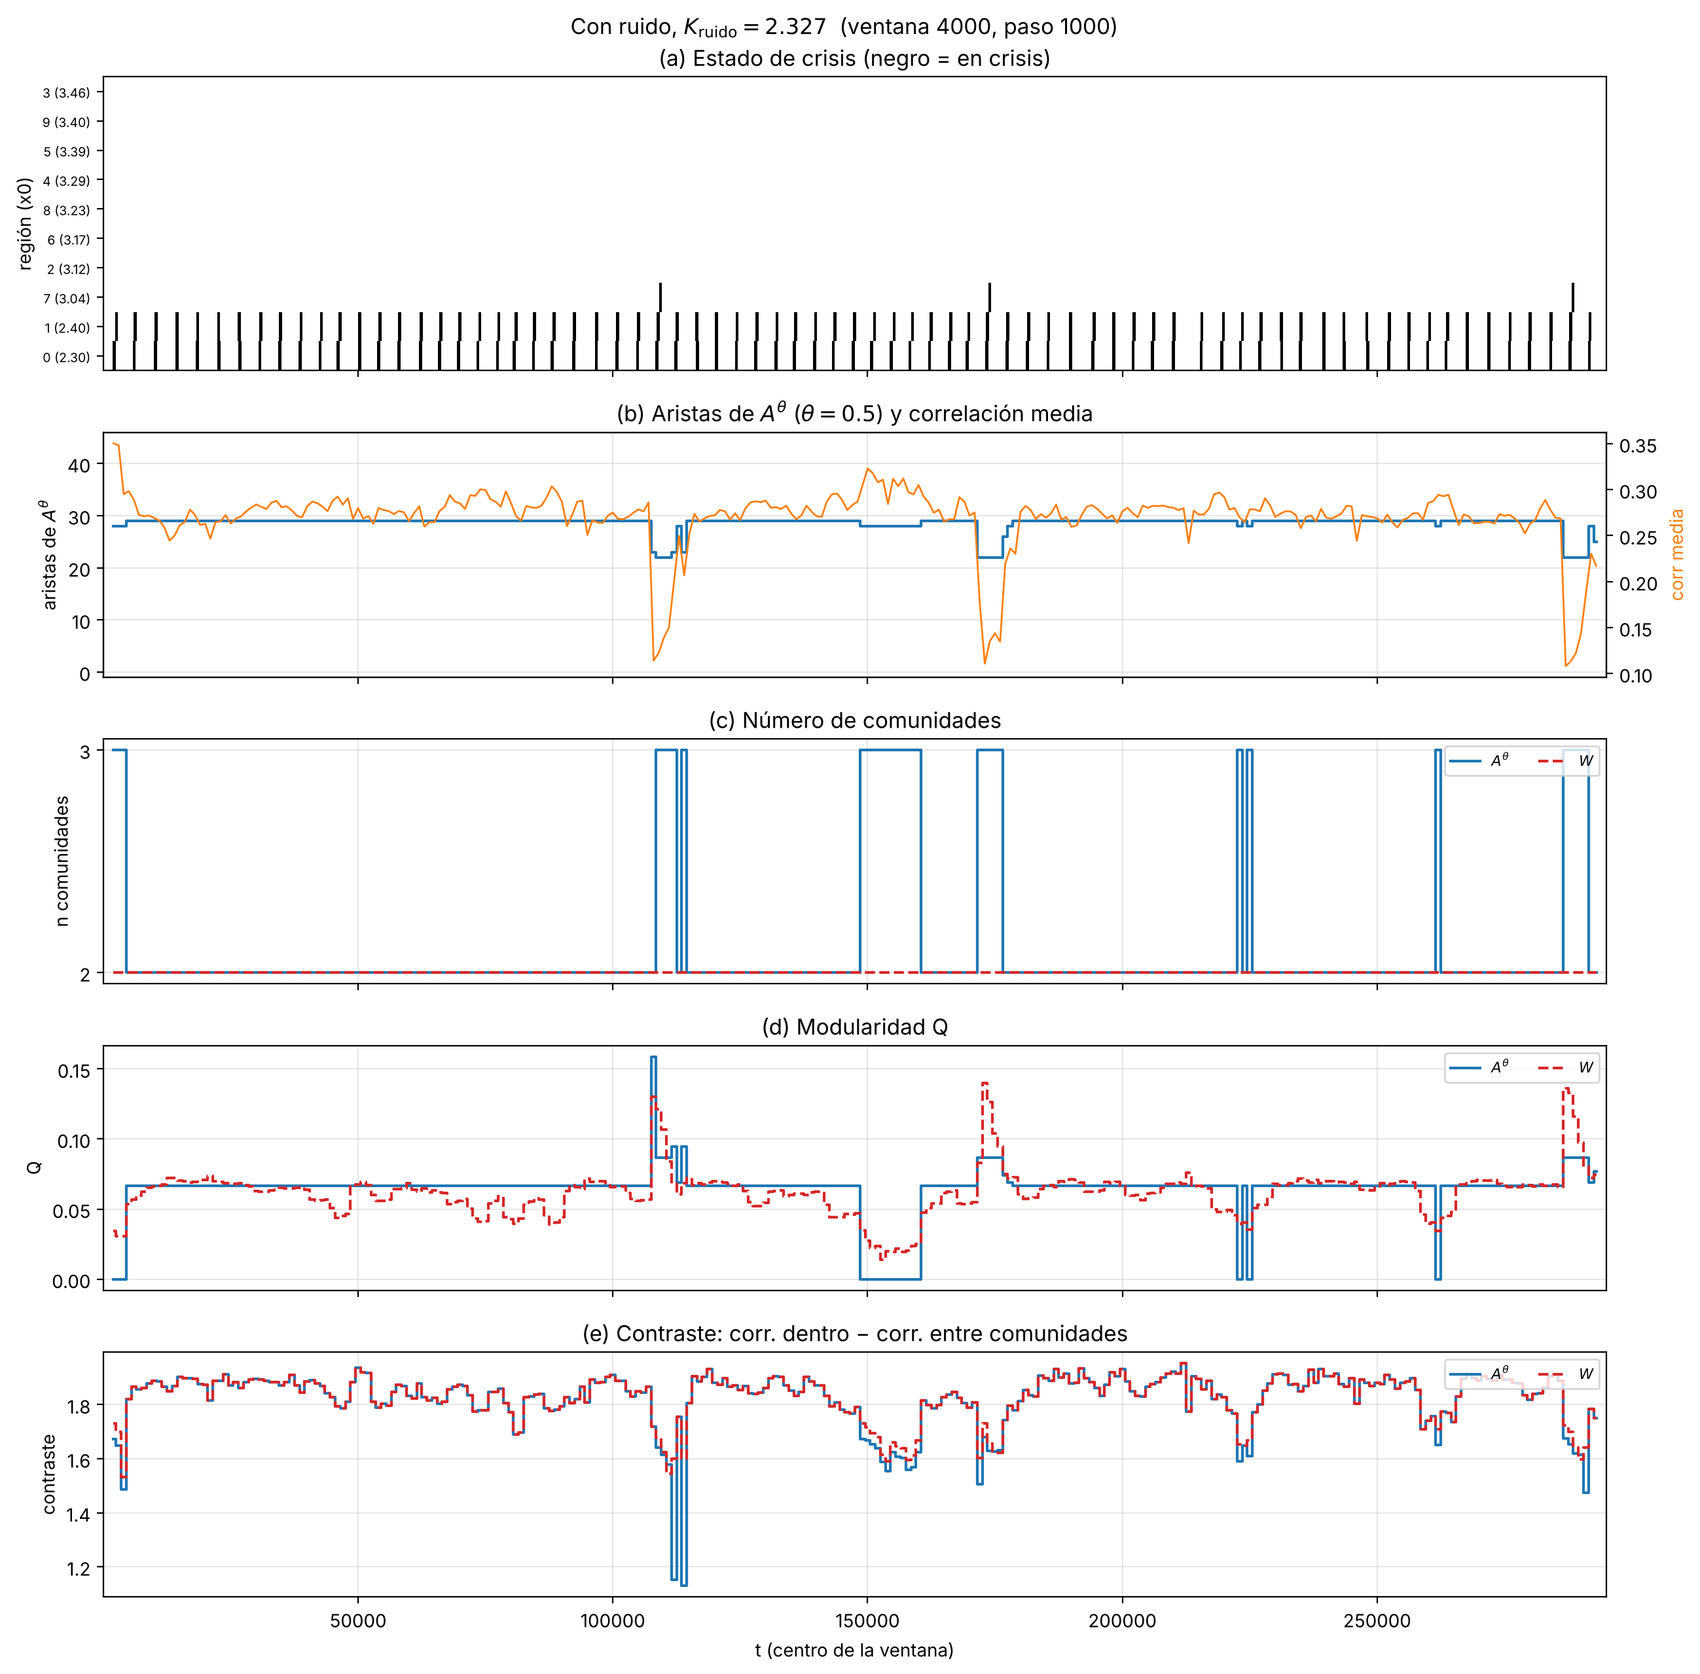 Con ruido, K_ruido = 2.327 (ventana 4000, paso 1000)
(a) Estado de crisis (negro = en crisis)
región (x0)
3 (3.46)
9 (3.40)
5 (3.39)
4 (3.29)
8 (3.23)
6 (3.17)
2 (3.12)
7 (3.04)
1 (2.40)
0 (2.30)
(b) Aristas de A^θ (θ = 0.5) y correlación media
aristas de A^θ
40
30
20
10
0
0.35
0.30
0.25
0.20
0.15
0.10
corr media
(c) Número de comunidades
n comunidades
3
2
A^θ W
(d) Modularidad Q
Q
0.15
0.10
0.05
0.00
A^θ W
(e) Contraste: corr. dentro − corr. entre comunidades
contraste
1.8
1.6
1.4
1.2
A^θ W
50000 100000 150000 200000 250000
t (centro de la ventana)